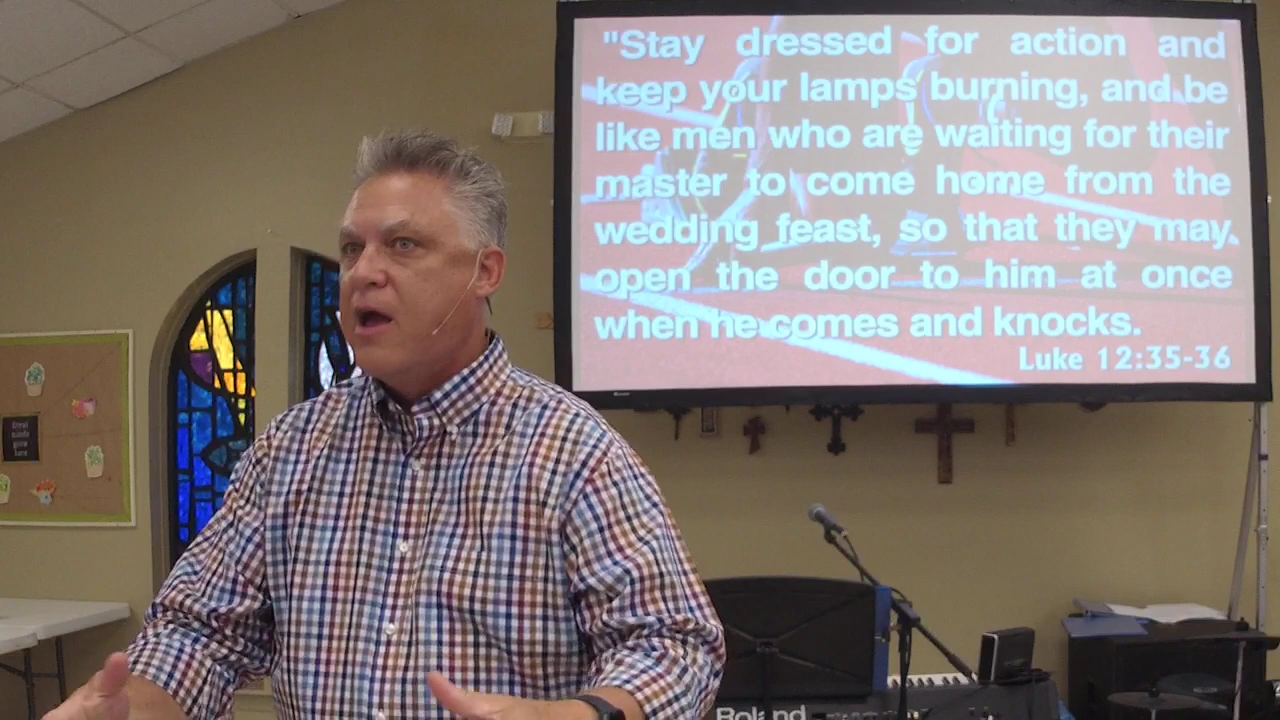 "Stay dressed for action and
keep your lamps burning, and be
like men who are waiting for their
master to come home from the
wedding feast, so that they may
open the door to him at once
when he comes and knocks.
Luke 12:35-36
Roland